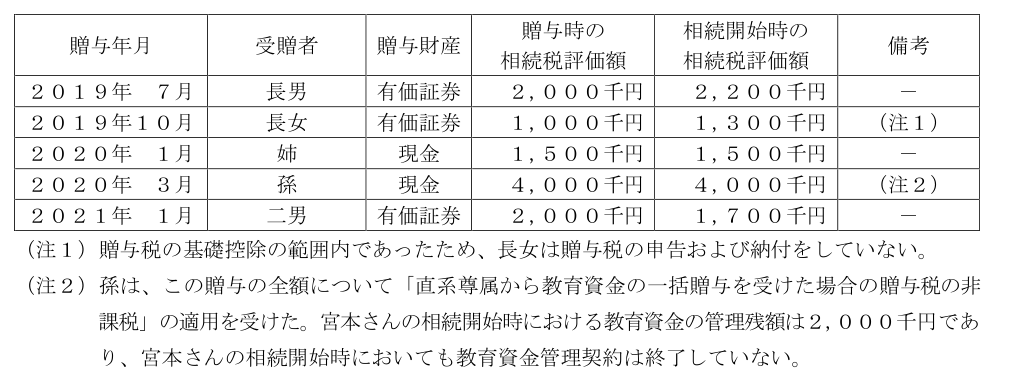 贈与年月 受贈者 贈与財産 贈与時の相続税評価額 相続開始時の相続税評価額 備考
２０１９年　７月 長男 有価証券 ２，０００千円 ２，２００千円 －
２０１９年１０月 長女 有価証券 １，０００千円 １，３００千円 （注１）
２０２０年　１月 姉 現金 １，５００千円 １，５００千円 －
２０２０年　３月 孫 現金 ４，０００千円 ４，０００千円 （注２）
２０２１年　１月 二男 有価証券 ２，０００千円 １，７００千円 －
（注１）贈与税の基礎控除の範囲内であったため、長女は贈与税の申告および納付をしていない。
（注２）孫は、この贈与の全額について「直系尊属から教育資金の一括贈与を受けた場合の贈与税の非
課税」の適用を受けた。宮本さんの相続開始時における教育資金の管理残額は２，０００千円であ
り、宮本さんの相続開始時においても教育資金管理契約は終了していない。